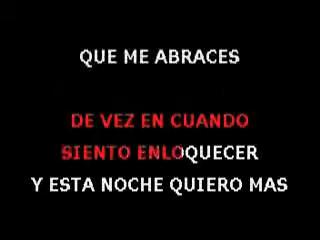 QUE ME ABRACES
DE VEZ EN CUANDO
SIENTO ENLOQUECER
Y ESTA NOCHE QUIERO MAS